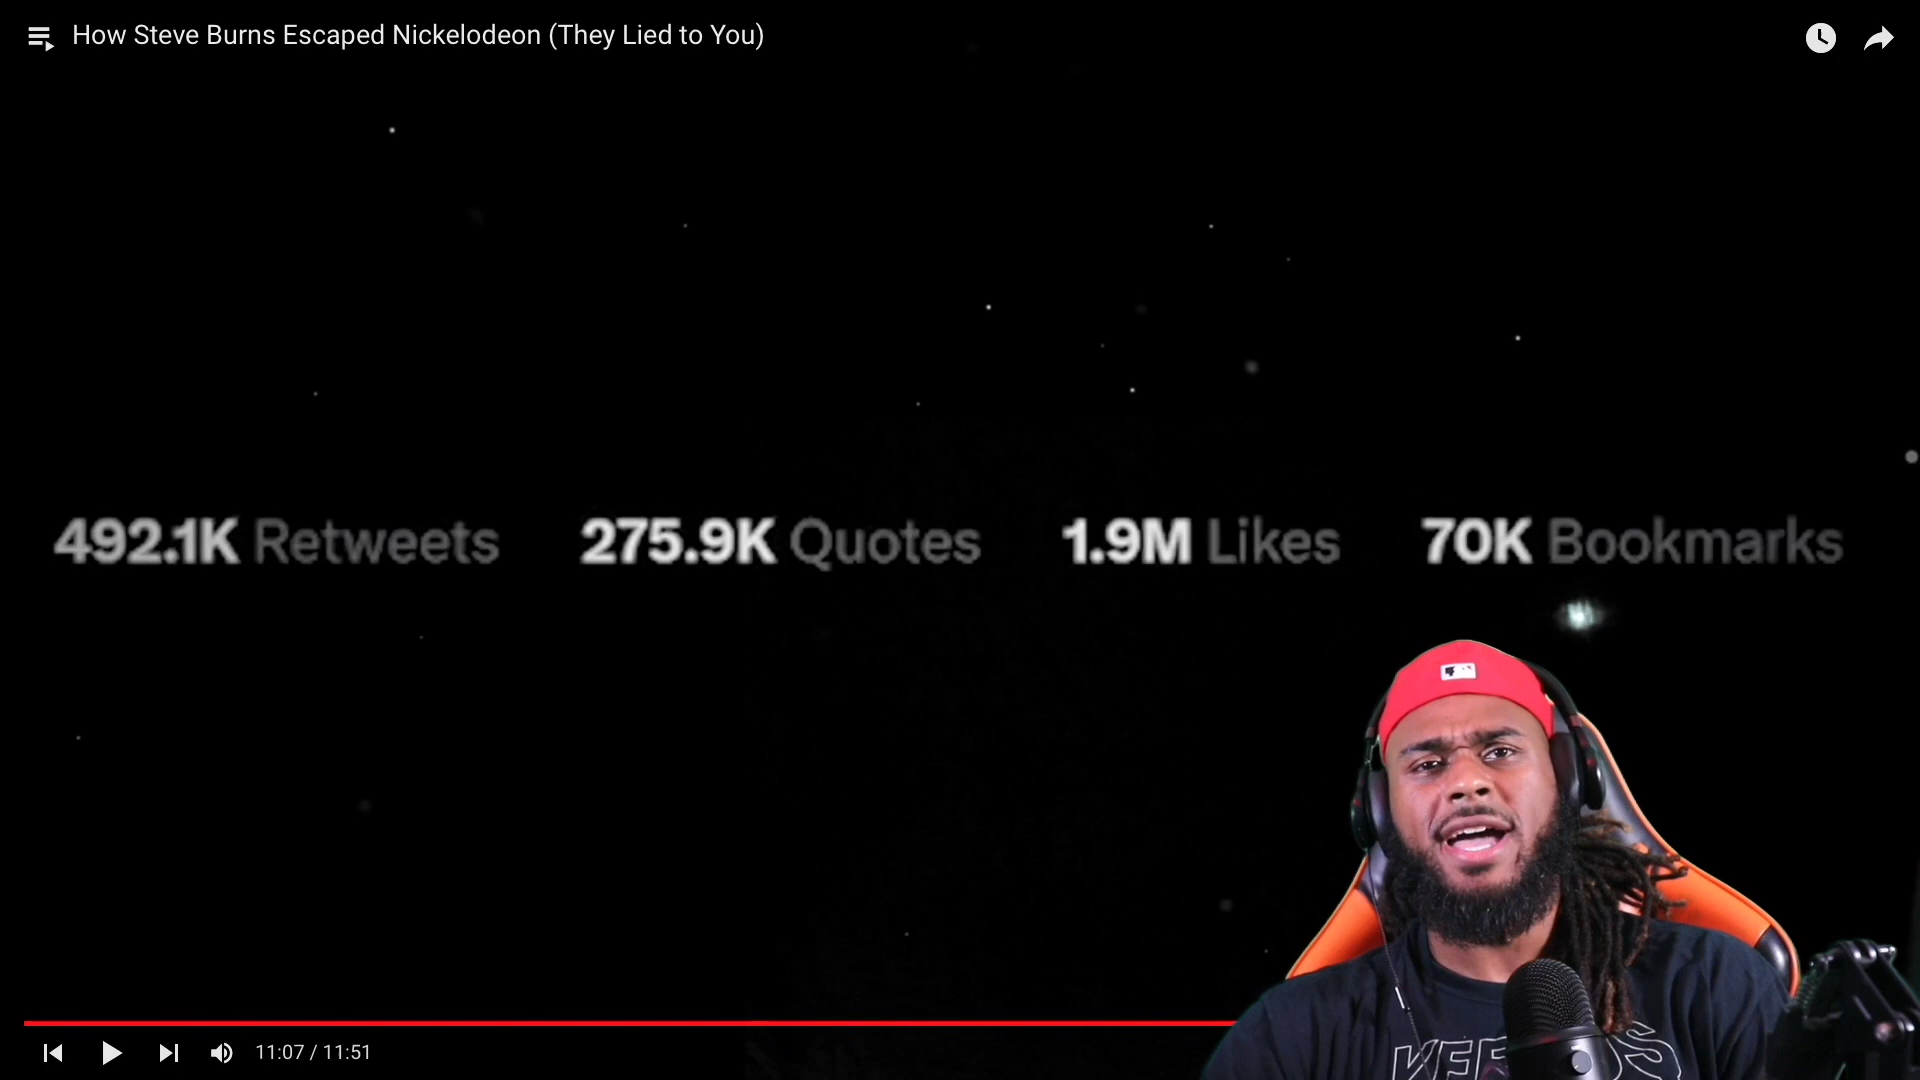 How Steve Burns Escaped Nickelodeon (They Lied to You)
492.1K Retweets 275.9K Quotes 1.9M Likes 70K Bookmarks
11:07 / 11:51